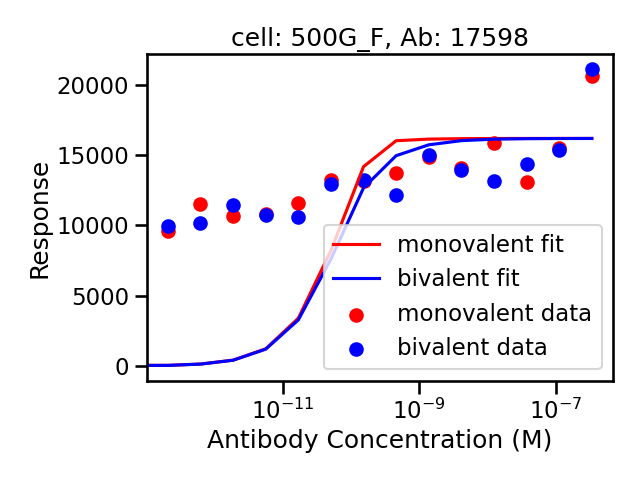 cell: 500G_F, Ab: 17598
Response
20000
15000
10000
5000
0
monovalent fit
bivalent fit
monovalent data
bivalent data
10⁻¹¹ 10⁻⁹ 10⁻⁷
Antibody Concentration (M)